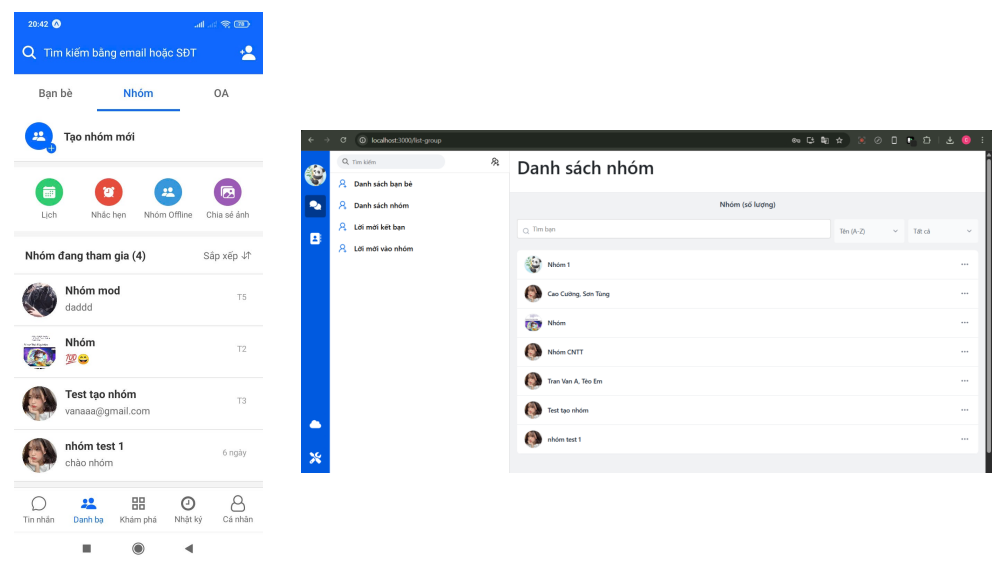 20:42
78
Tìm kiếm bằng email hoặc SĐT
Bạn bè
Nhóm
OA
Tạo nhóm mới
Lịch
Nhắc hẹn
Nhóm Offline
Chia sẻ ảnh
Nhóm đang tham gia (4)
Sắp xếp
Nhóm mod
T5
daddd
Nhóm
T2
Test tạo nhóm
T3
vanaaa@gmail.com
nhóm test 1
6 ngày
chào nhóm
Tin nhắn
Danh bạ
Khám phá
Nhật ký
Cá nhân
localhost:3000/list-group
Tìm kiếm
Danh sách bạn bè
Danh sách nhóm
Lời mời kết bạn
Lời mời vào nhóm
Danh sách nhóm
Nhóm (số lượng)
Tìm bạn
Tên (A-Z)
Tất cả
Nhóm 1
Cao Cường, Sơn Tùng
Nhóm
Nhóm CNTT
Tran Van A, Tèo Em
Test tạo nhóm
nhóm test 1